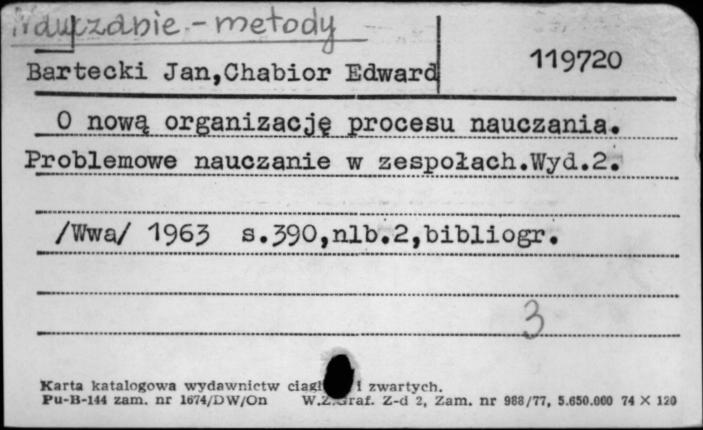 Nauczanie - metody
Bartecki Jan,Chabior Edward
119720
O nową organizację procesu nauczania.
Problemowe nauczanie w zespołach.Wyd.2.
/Wwa/ 1963 s.390,nlb.2,bibliogr.
3
Karta katalogowa wydawnictw i zwartych.
Pu-B-144 zam. nr 1674/DW/On W.Z.Graf. Z-d 2, Zam. nr 988/77, 5.650.000 74 X 120